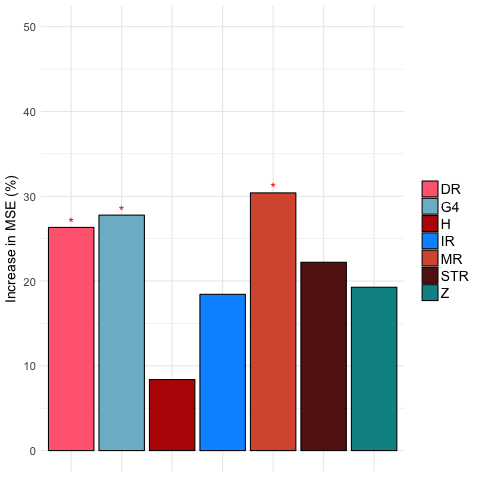 Increase in MSE (%)
50
40
30
20
10
0
*
*
*
DR
G4
H
IR
MR
STR
Z